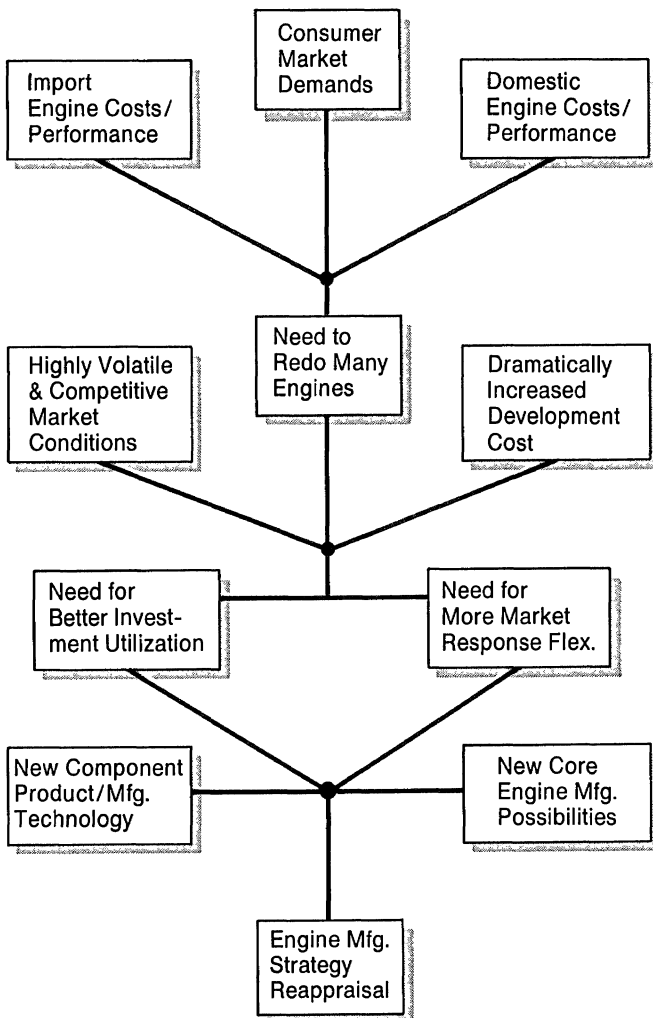 Import
Engine Costs/
Performance
Consumer
Market
Demands
Domestic
Engine Costs/
Performance
Need to
Redo Many
Engines
Highly Volatile
& Competitive
Market
Conditions
Dramatically
Increased
Development
Cost
Need for
Better Invest-
ment Utilization
Need for
More Market
Response Flex.
New Component
Product/Mfg.
Technology
New Core
Engine Mfg.
Possibilities
Engine Mfg.
Strategy
Reappraisal